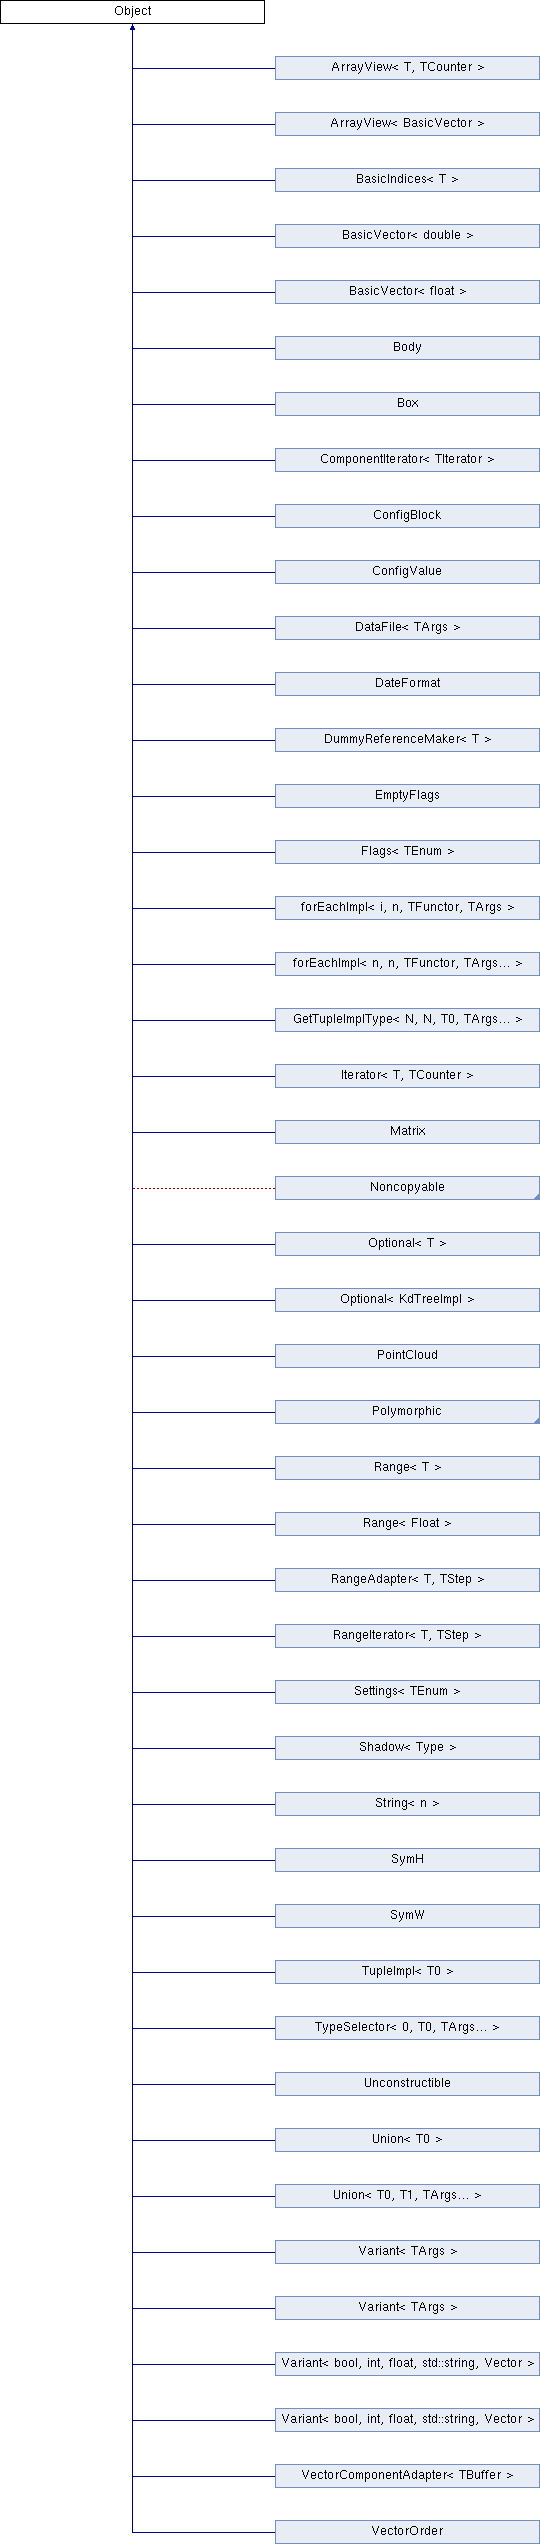 Object
ArrayView< T, TCounter >
ArrayView< BasicVector >
BasicIndices< T >
BasicVector< double >
BasicVector< float >
Body
Box
ComponentIterator< TIterator >
ConfigBlock
ConfigValue
DataFile< TArgs >
DateFormat
DummyReferenceMaker< T >
EmptyFlags
Flags< TEnum >
forEachImpl< i, n, TFunctor, TArgs >
forEachImpl< n, n, TFunctor, TArgs... >
GetTupleImplType< N, N, T0, TArgs... >
Iterator< T, TCounter >
Matrix
Noncopyable
Optional< T >
Optional< KdTreeImpl >
PointCloud
Polymorphic
Range< T >
Range< Float >
RangeAdapter< T, TStep >
RangeIterator< T, TStep >
Settings< TEnum >
Shadow< Type >
String< n >
SymH
SymW
TupleImpl< T0 >
TypeSelector< 0, T0, TArgs... >
Unconstructible
Union< T0 >
Union< T0, T1, TArgs... >
Variant< TArgs >
Variant< TArgs >
Variant< bool, int, float, std::string, Vector >
Variant< bool, int, float, std::string, Vector >
VectorComponentAdapter< TBuffer >
VectorOrder